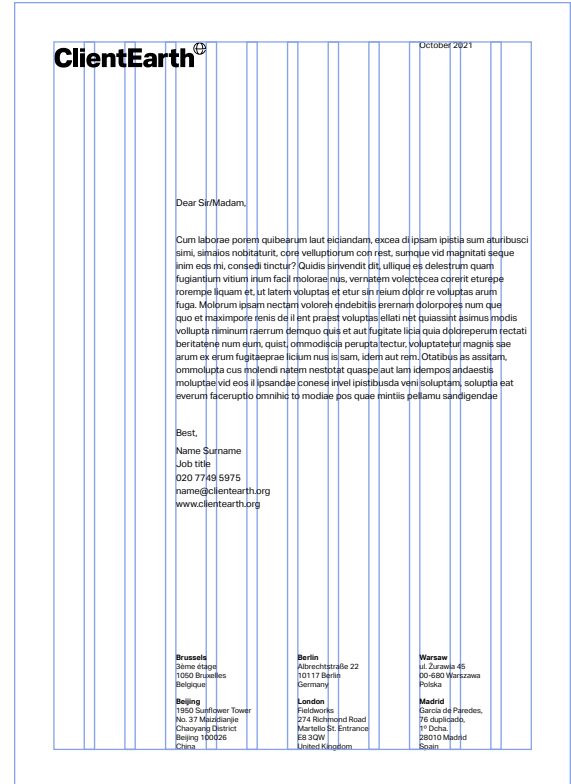 ClientEarth
October 2021
Dear Sir/Madam,
Cum laborae porem quibearum laut eiciandam, excea di ipsam ipistia sum aturibusci
simi, simaios nobitaturit, core velluptiorum con rest, sumque vid magnitati seque
inim eos mi, consedi tinctur? Quidis sinvendit dit, ullique es delestrum quam
fugiantium vitium inum facil molorae nus, vernatem volectecea corerit eturepe
rorempe liquam et, ut latem voluptas et etur sin reium dolor re voluptas arum
fuga. Molorum ipsam nectam voloreh endebitiis erernam dolorpores num que
quo et maximpore renis de il ent praest voluptas ellati net quiassint asimus modis
vollupta niminum raerrum demquo quis et aut fugitate licia quia doloreperum rectati
beritatene num eum, quist, ommodiscia perupta tectur, voluptatetur magnis sae
arum ex erum fugitaeprae licium nus is sam, idem aut rem. Otatibus as assitam,
ommolupta cus molendi natem nestotat quaspe aut lam idempos andaestis
moluptae vid eos il ipsandae conese invel ipistibusda veni soluptam, soluptia eat
everum faceruptio omnihic to modiae pos quae mintiis pellamu sandigendae
Best,
Name Surname
Job title
020 7749 5975
name@clientearth.org
www.clientearth.org
Brussels
3ème étage
1050 Bruxelles
Belgique
Berlin
Albrechtstraße 22
10117 Berlin
Germany
Warsaw
ul. Żurawia 45
00-680 Warszawa
Polska
Beijing
1950 Sunflower Tower
No. 37 Maizidianjie
Chaoyang District
Beijing 100026
China
London
Fieldworks
274 Richmond Road
Martello St. Entrance
E8 3QW
United Kingdom
Madrid
García de Paredes,
76 duplicado,
1º Dcha.
28010 Madrid
Spain